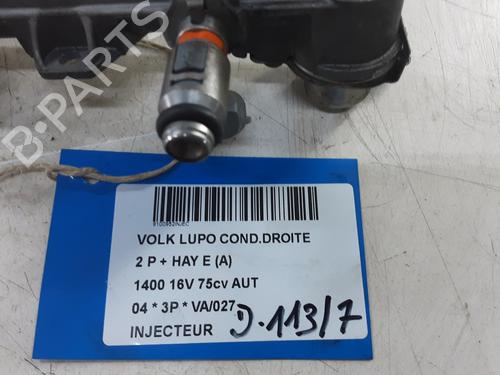 B-PARTS
VOLK LUPO COND.DROITE
2 P + HAY E (A)
1400 16V 75cv AUT
04 * 3P * VA/027
INJECTEUR D.113/7